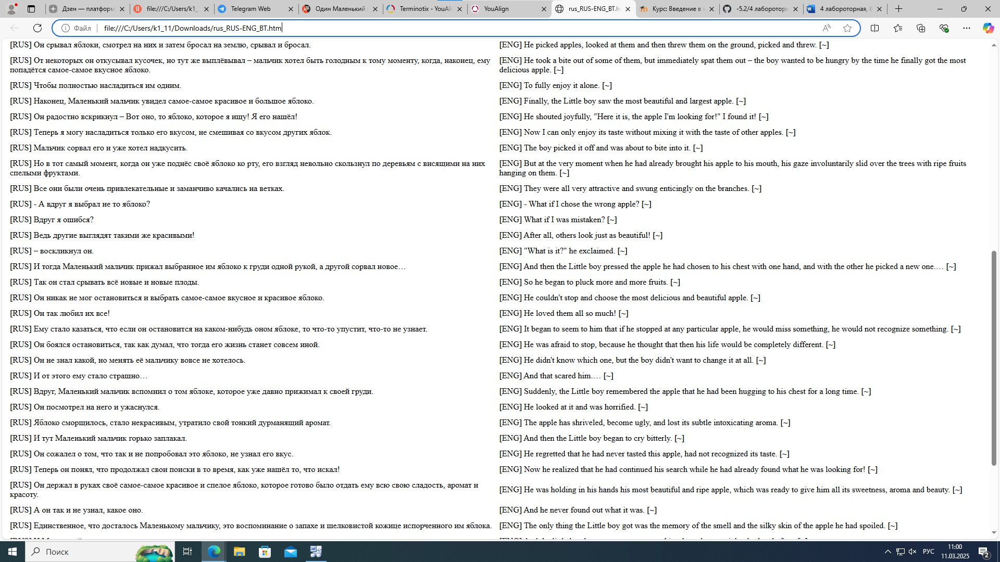 Дзен — платформ
file:///C:/Users/k1_
Telegram Web
Один Маленький
Terminotix - YouAli
YouAlign
rus_RUS-ENG_BT.h
Курс: Введение в
-5.2/4 лабороторн
4 лабороторная, б
Файл
file:///C:/Users/k1_11/Downloads/rus_RUS-ENG_BT.htm
[RUS] Он срывал яблоки, смотрел на них и затем бросал на землю, срывал и бросал.
[ENG] He picked apples, looked at them and then threw them on the ground, picked and threw. [~]
[RUS] От некоторых он откусывал кусочек, но тут же выплёвывал – мальчик хотел быть голодным к тому моменту, когда, наконец, ему
попадётся самое-самое вкусное яблоко.
[ENG] He took a bite out of some of them, but immediately spat them out – the boy wanted to be hungry by the time he finally got the most
delicious apple. [~]
[RUS] Чтобы полностью насладиться им одним.
[ENG] To fully enjoy it alone. [~]
[RUS] Наконец, Маленький мальчик увидел самое-самое красивое и большое яблоко.
[ENG] Finally, the Little boy saw the most beautiful and largest apple. [~]
[RUS] Он радостно вскрикнул – Вот оно, то яблоко, которое я ищу! Я его нашёл!
[ENG] He shouted joyfully, "Here it is, the apple I'm looking for!" I found it! [~]
[RUS] Теперь я могу насладиться только его вкусом, не смешивая со вкусом других яблок.
[ENG] Now I can only enjoy its taste without mixing it with the taste of other apples. [~]
[RUS] Мальчик сорвал его и уже хотел надкусить.
[ENG] The boy picked it off and was about to bite into it. [~]
[RUS] Но в тот самый момент, когда он уже поднёс своё яблоко ко рту, его взгляд невольно скользнул по деревьям с висящими на них
спелыми фруктами.
[ENG] But at the very moment when he had already brought his apple to his mouth, his gaze involuntarily slid over the trees with ripe fruits
hanging on them. [~]
[RUS] Все они были очень привлекательные и заманчиво качались на ветках.
[ENG] They were all very attractive and swung enticingly on the branches. [~]
[RUS] - А вдруг я выбрал не то яблоко?
[ENG] - What if I chose the wrong apple? [~]
[RUS] Вдруг я ошибся?
[ENG] What if I was mistaken? [~]
[RUS] Ведь другие выглядят такими же красивыми!
[ENG] After all, others look just as beautiful! [~]
[RUS] – воскликнул он.
[ENG] "What is it?" he exclaimed. [~]
[RUS] И тогда Маленький мальчик прижал выбранное им яблоко к груди одной рукой, а другой сорвал новое…
[ENG] And then the Little boy pressed the apple he had chosen to his chest with one hand, and with the other he picked a new one.… [~]
[RUS] Так он стал срывать всё новые и новые плоды.
[ENG] So he began to pluck more and more fruits. [~]
[RUS] Он никак не мог остановиться и выбрать самое-самое вкусное и красивое яблоко.
[ENG] He couldn't stop and choose the most delicious and beautiful apple. [~]
[RUS] Он так любил их все!
[ENG] He loved them all so much! [~]
[RUS] Ему стало казаться, что если он остановится на каком-нибудь оном яблоке, то что-то упустит, что-то не узнает.
[ENG] It began to seem to him that if he stopped at any particular apple, he would miss something, he would not recognize something. [~]
[RUS] Он боялся остановиться, так как думал, что тогда его жизнь станет совсем иной.
[ENG] He was afraid to stop, because he thought that then his life would be completely different. [~]
[RUS] Он не знал какой, но менять её мальчику вовсе не хотелось.
[ENG] He didn't know which one, but the boy didn't want to change it at all. [~]
[RUS] И от этого ему стало страшно…
[ENG] And that scared him.… [~]
[RUS] Вдруг, Маленький мальчик вспомнил о том яблоке, которое уже давно прижимал к своей груди.
[ENG] Suddenly, the Little boy remembered the apple that he had been hugging to his chest for a long time. [~]
[RUS] Он посмотрел на него и ужаснулся.
[ENG] He looked at it and was horrified. [~]
[RUS] Яблоко сморщилось, стало некрасивым, утратило свой тонкий дурманящий аромат.
[ENG] The apple has shriveled, become ugly, and lost its subtle intoxicating aroma. [~]
[RUS] И тут Маленький мальчик горько заплакал.
[ENG] And then the Little boy began to cry bitterly. [~]
[RUS] Он сожалел о том, что так и не попробовал это яблоко, не узнал его вкус.
[ENG] He regretted that he had never tasted this apple, had not recognized its taste. [~]
[RUS] Теперь он понял, что продолжал свои поиски в то время, как уже нашёл то, что искал!
[ENG] Now he realized that he had continued his search while he had already found what he was looking for! [~]
[RUS] Он держал в руках своё самое-самое красивое и спелое яблоко, которое готово было отдать ему всю свою сладость, аромат и
красоту.
[ENG] He was holding in his hands his most beautiful and ripe apple, which was ready to give him all its sweetness, aroma and beauty. [~]
[RUS] А он так и не узнал, какое оно.
[ENG] And he never found out what it was. [~]
[RUS] Единственное, что досталось Маленькому мальчику, это воспоминание о запахе и шелковистой кожице испорченного им яблока.
[ENG] The only thing the Little boy got was the memory of the smell and the silky skin of the apple he had spoiled. [~]
Поиск
РУС
11:00
11.03.2025
2